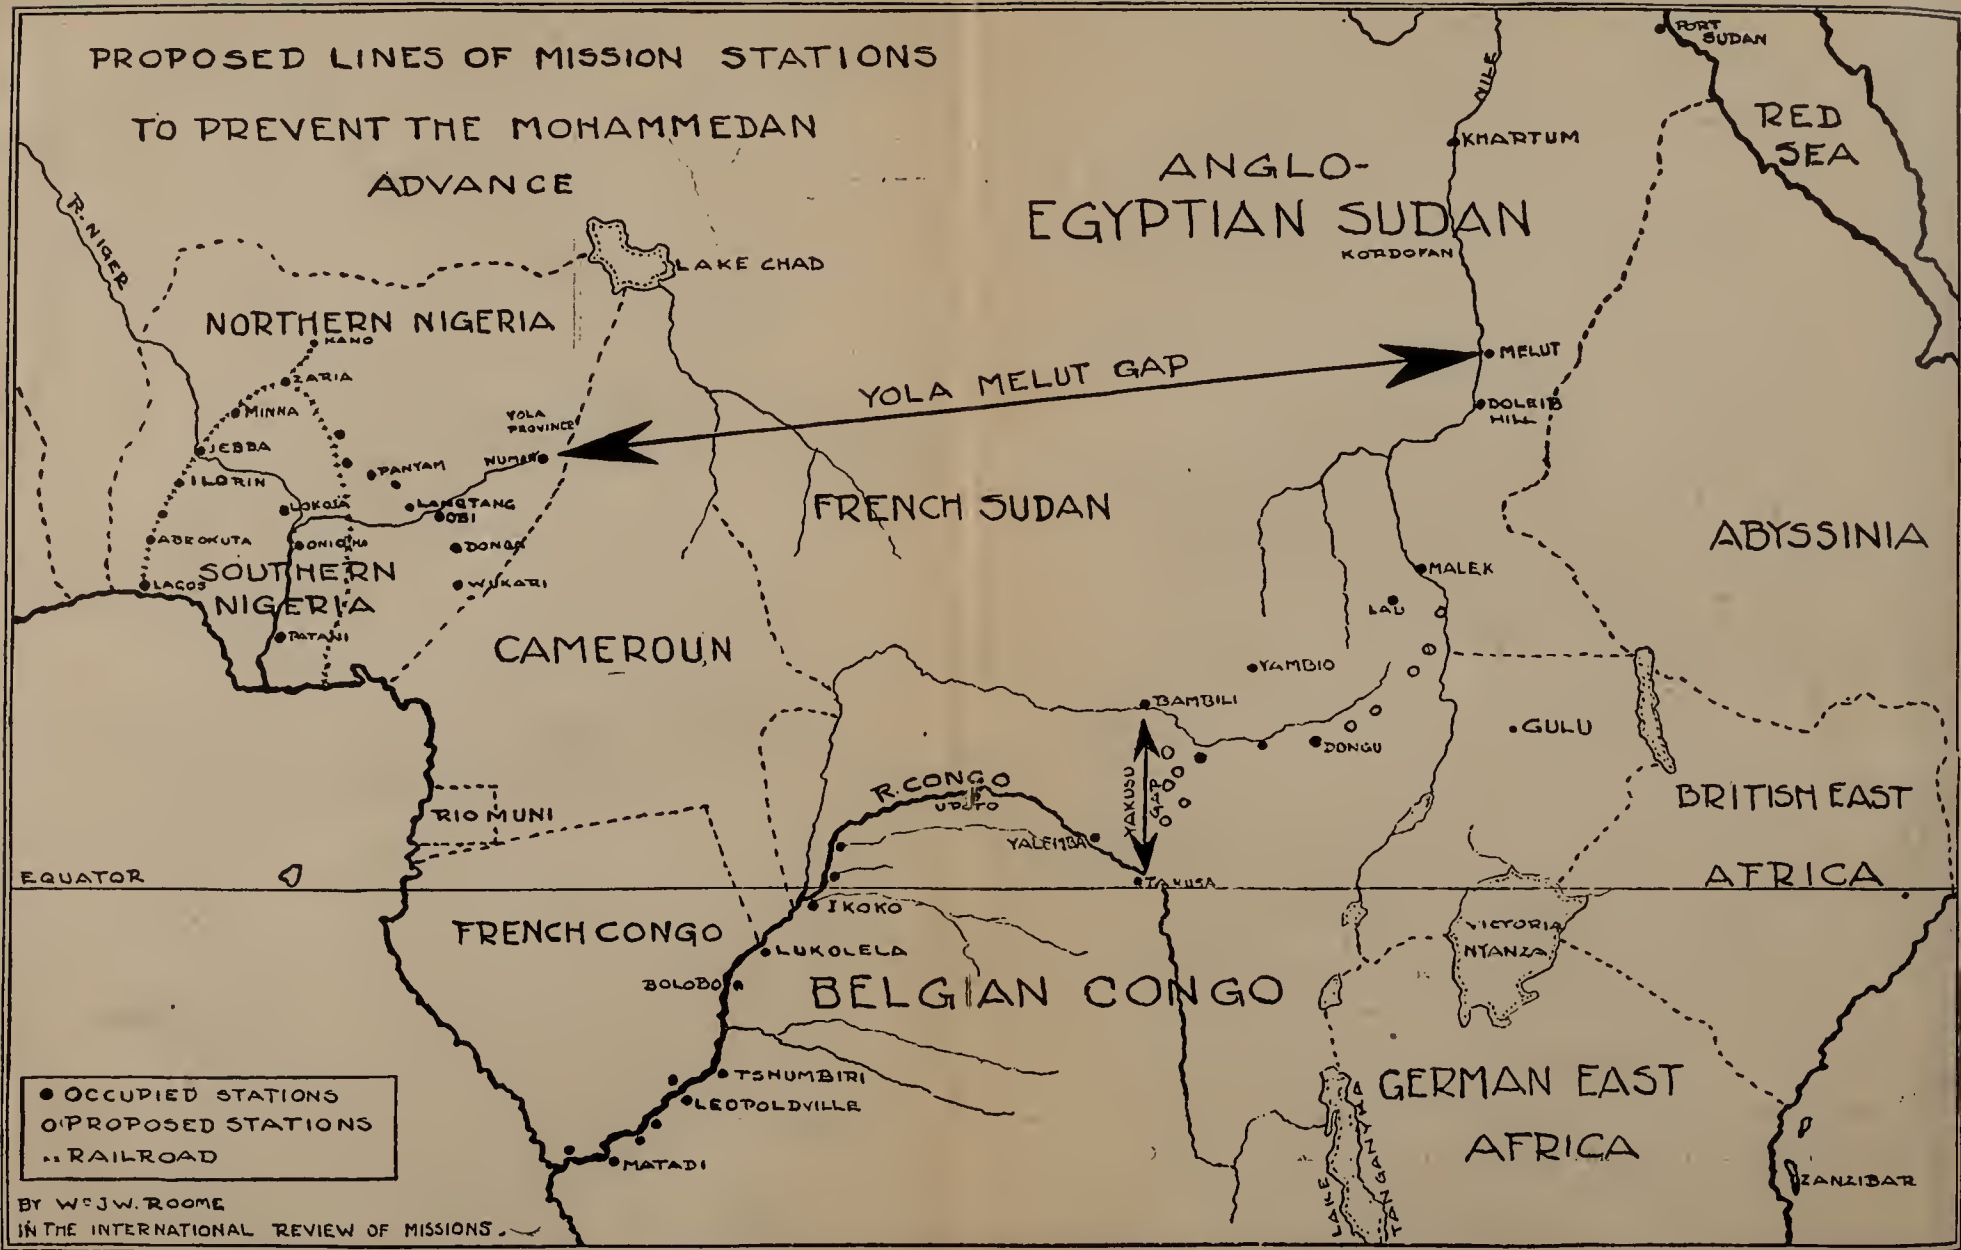 PROPOSED LINES OF MISSION STATIONS
TO PREVENT THE MOHAMMEDAN
ADVANCE
PORT
SUDAN
RED
SEA
NILE
KHARTUM
ANGLO-
EGYPTIAN SUDAN
KORDOFAN
R. NIGER
LAKE CHAD
NORTHERN NIGERIA
KANO
ZARIA
MINNA
JEBBA
ILORIN
YOLA
PROVINCE
NUMAN
PANYAM
LANGTANG
OBI
LOKOJA
ABEOKUTA
ONICHA
DONGA
WUKARI
LAGOS
SOUTHERN
NIGERIA
PATANI
YOLA MELUT GAP
MELUT
DOLEIB
HILL
FRENCH SUDAN
ABYSSINIA
MALEK
LAU
CAMEROUN
YAMBIO
BAMBILI
DONGU
GULU
RIO MUNI
R. CONGO
UPOTO
YALEMBA
YAKUSU
GAP
YAKUSA
BRITISH EAST
AFRICA
EQUATOR
IKOKO
FRENCH CONGO
LUKOLELA
BOLOBO
BELGIAN CONGO
VICTORIA
NYANZA
TSHUMBIRI
LEOPOLDVILLE
MATADI
GERMAN EAST
AFRICA
LAKE
TANGANYKA
ZANZIBAR
OCCUPIED STATIONS
PROPOSED STATIONS
RAILROAD
BY Wᵐ J.W. ROOME
IN THE INTERNATIONAL REVIEW OF MISSIONS.